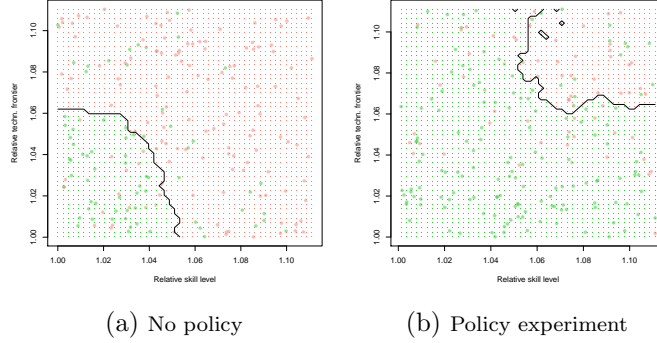 Relative techn. frontier
1.00 1.02 1.04 1.06 1.08 1.10
1.00 1.02 1.04 1.06 1.08 1.10
Relative skill level
(a) No policy
Relative techn. frontier
1.00 1.02 1.04 1.06 1.08 1.10
1.00 1.02 1.04 1.06 1.08 1.10
Relative skill level
(b) Policy experiment